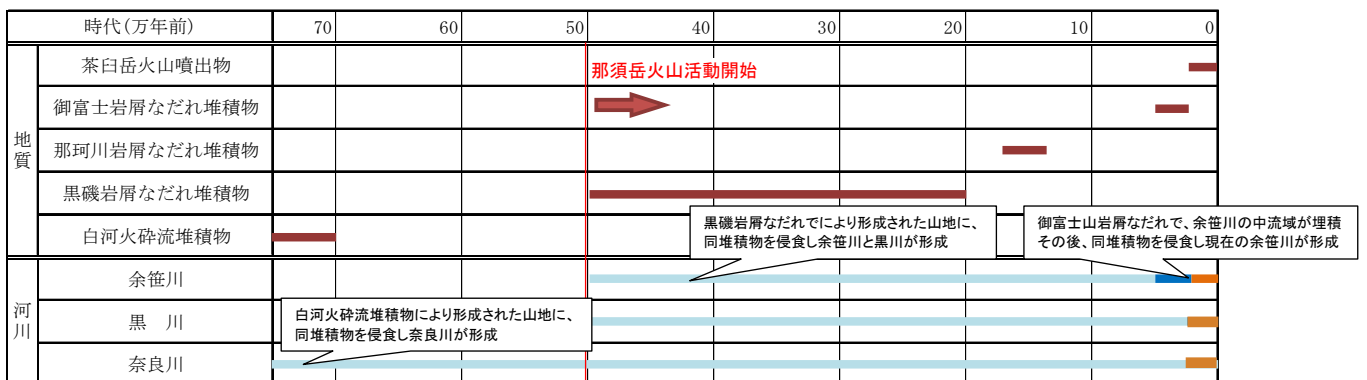 時代(万年前) 70 60 50 40 30 20 10 0
地質
茶臼岳火山噴出物
那須岳火山活動開始
御富士岩屑なだれ堆積物
那珂川岩屑なだれ堆積物
黒磯岩屑なだれ堆積物
白河火砕流堆積物
黒磯岩屑なだれでにより形成された山地に、
同堆積物を侵食し余笹川と黒川が形成
御富士山岩屑なだれで、余笹川の中流域が埋積
その後、同堆積物を侵食し現在の余笹川が形成
河川
余笹川
黒 川
白河火砕流堆積物により形成された山地に、
同堆積物を侵食し奈良川が形成
奈良川